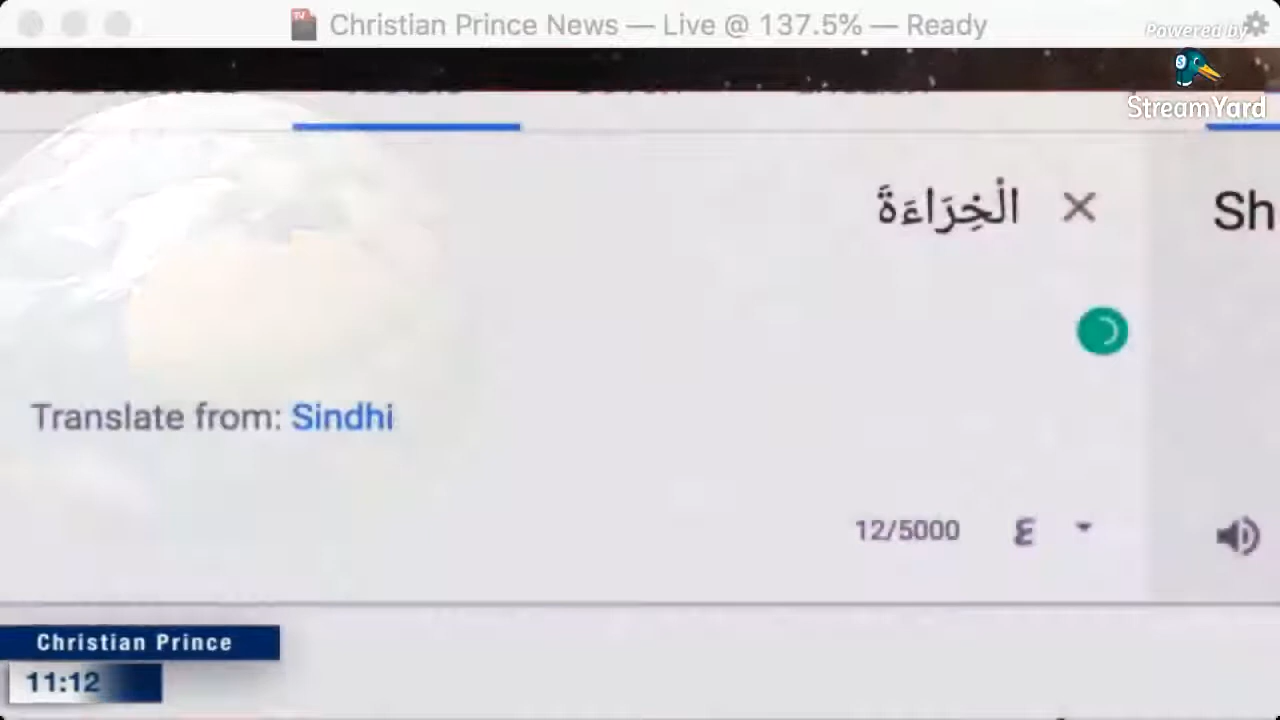 Christian Prince News — Live @ 137.5% — Ready
Powered by
StreamYard
الْخِرَاءَةَ
Sh
Translate from: Sindhi
12/5000
ع
Christian Prince
11:12